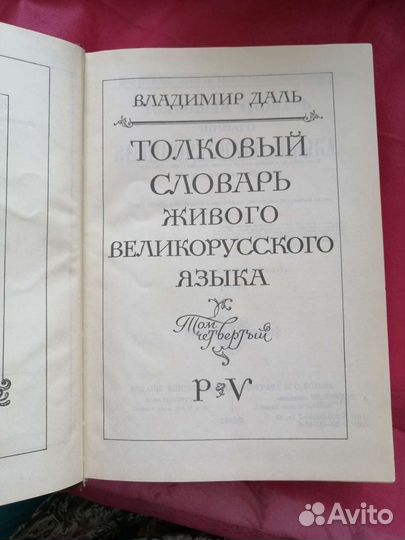 ВЛАДИМИР ДАЛЬ
ТОЛКОВЫЙ
СЛОВАРЬ
ЖИВОГО
ВЕЛИКОРУССКОГО
ЯЗЫКА
Том
четвертый
Р V
Avito